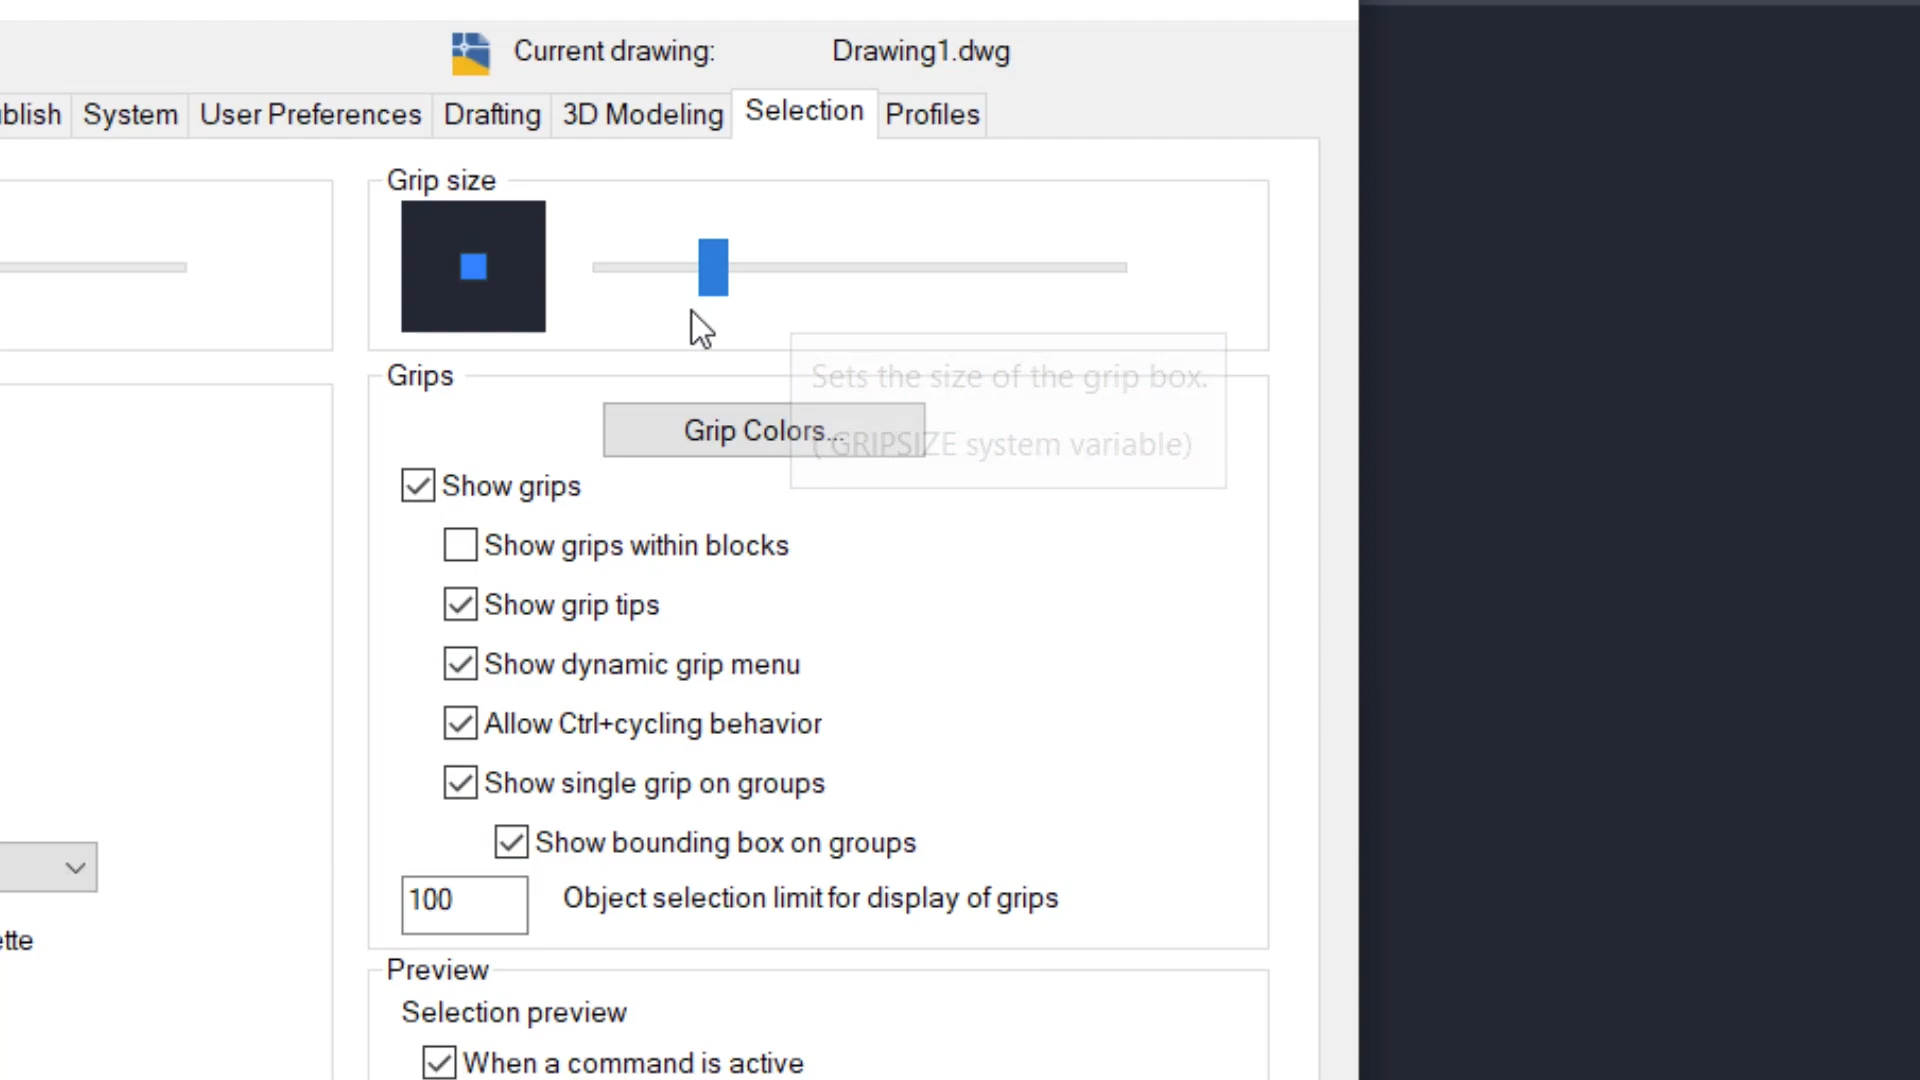 Current drawing: Drawing1.dwg
blish System User Preferences Drafting 3D Modeling Selection Profiles
Grip size
Sets the size of the grip box.
Grips
Grip Colors...
( GRIPSIZE system variable)
Show grips
Show grips within blocks
Show grip tips
Show dynamic grip menu
Allow Ctrl+cycling behavior
Show single grip on groups
Show bounding box on groups
100 Object selection limit for display of grips
ette
Preview
Selection preview
When a command is active